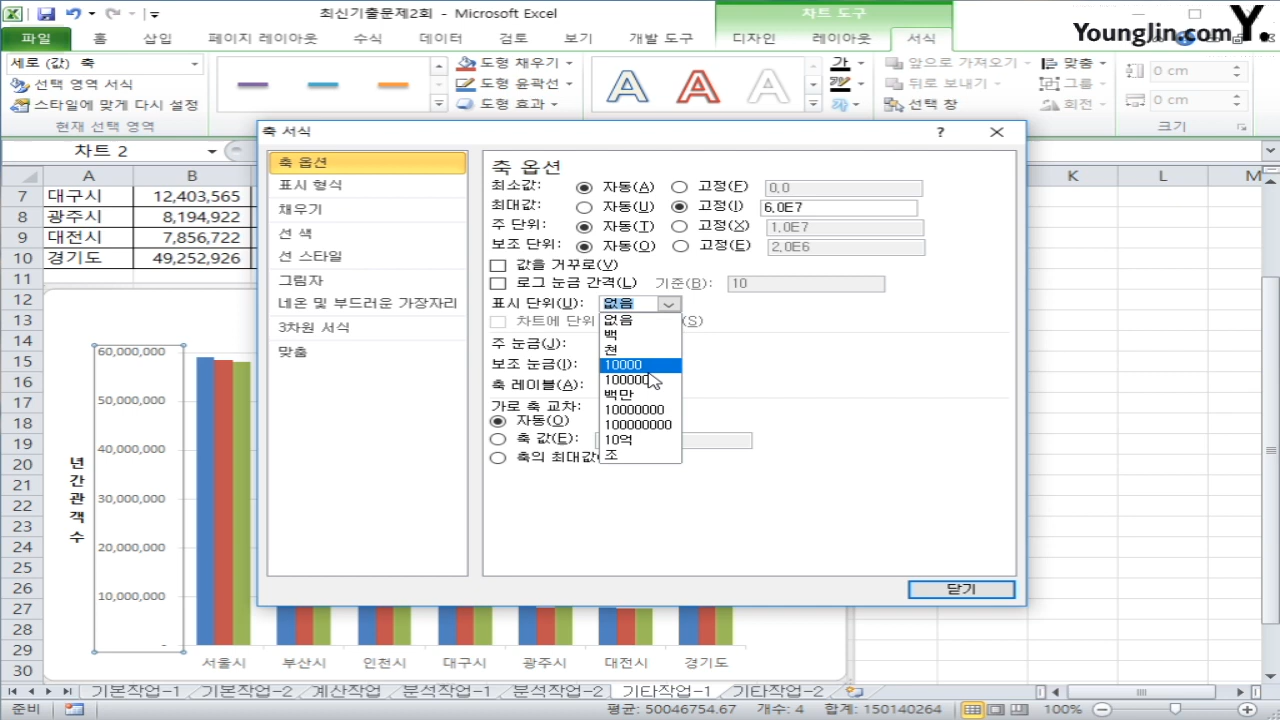 최신기출문제2회 - Microsoft Excel
차트 도구
YoungJin.com Y.
파일 홈 삽입 페이지 레이아웃 수식 데이터 검토 보기 개발 도구 디자인 레이아웃 서식
세로 (값) 축
선택 영역 서식
스타일에 맞게 다시 설정
현재 선택 영역
도형 채우기
도형 윤곽선
도형 효과
A A A
가
앞으로 가져오기
뒤로 보내기
선택 창
맞춤
그룹
회전
0 cm
0 cm
크기
차트 2
축 서식
?
A B K L M
7 대구시 12,403,565
8 광주시 8,194,922
9 대전시 7,856,722
10 경기도 49,252,926
11
12
13
14
15
16
17
18
19
20
21
22
23
24
25
26
27
28
29
30
축 옵션
표시 형식
채우기
선 색
선 스타일
그림자
네온 및 부드러운 가장자리
3차원 서식
맞춤
축 옵션
최소값: 자동(A) 고정(F) 0,0
최대값: 자동(U) 고정(I) 6,0E7
주 단위: 자동(T) 고정(X) 1,0E7
보조 단위: 자동(O) 고정(E) 2,0E6
값을 거꾸로(V)
로그 눈금 간격(L) 기준(B): 10
표시 단위(U): 없음
차트에 단위 (S)
주 눈금(J):
보조 눈금(I):
축 레이블(A):
가로 축 교차:
자동(O)
축 값(E):
축의 최대값
없음
백
천
10000
100000
백만
10000000
100000000
10억
조
닫기
60,000,000
50,000,000
40,000,000
30,000,000
20,000,000
10,000,000
-
년간관객수
서울시 부산시 인천시 대구시 광주시 대전시 경기도
기본작업-1 기본작업-2 계산작업 분석작업-1 분석작업-2 기타작업-1 기타작업-2
준비
평균: 50046754.67 개수: 4 합계: 150140264 100%